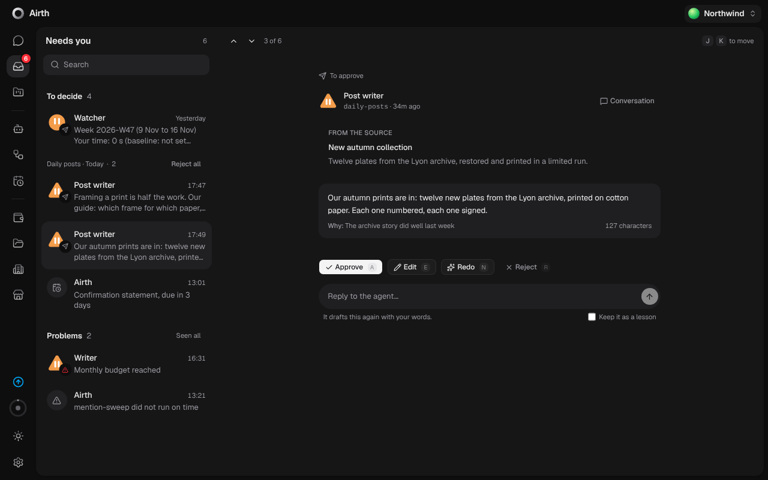 Airth
Northwind
Needs you 6
3 of 6
J K to move
6
Search
To decide 4
Watcher Yesterday
Week 2026-W47 (9 Nov to 16 Nov)
Your time: 0 s (baseline: not set...
Daily posts · Today · 2 Reject all
Post writer 17:47
Framing a print is half the work. Our
guide: which frame for which paper,...
Post writer 17:49
Our autumn prints are in: twelve new
plates from the Lyon archive, printe...
Airth 13:01
Confirmation statement, due in 3
days
Problems 2 Seen all
Writer 16:31
Monthly budget reached
Airth 13:21
mention-sweep did not run on time
To approve
Post writer
daily-posts · 34m ago
Conversation
FROM THE SOURCE
New autumn collection
Twelve plates from the Lyon archive, restored and printed in a limited run.
Our autumn prints are in: twelve new plates from the Lyon archive, printed on cotton
paper. Each one numbered, each one signed.
Why: The archive story did well last week 127 characters
Approve A Edit E Redo N Reject R
Reply to the agent...
It drafts this again with your words. Keep it as a lesson